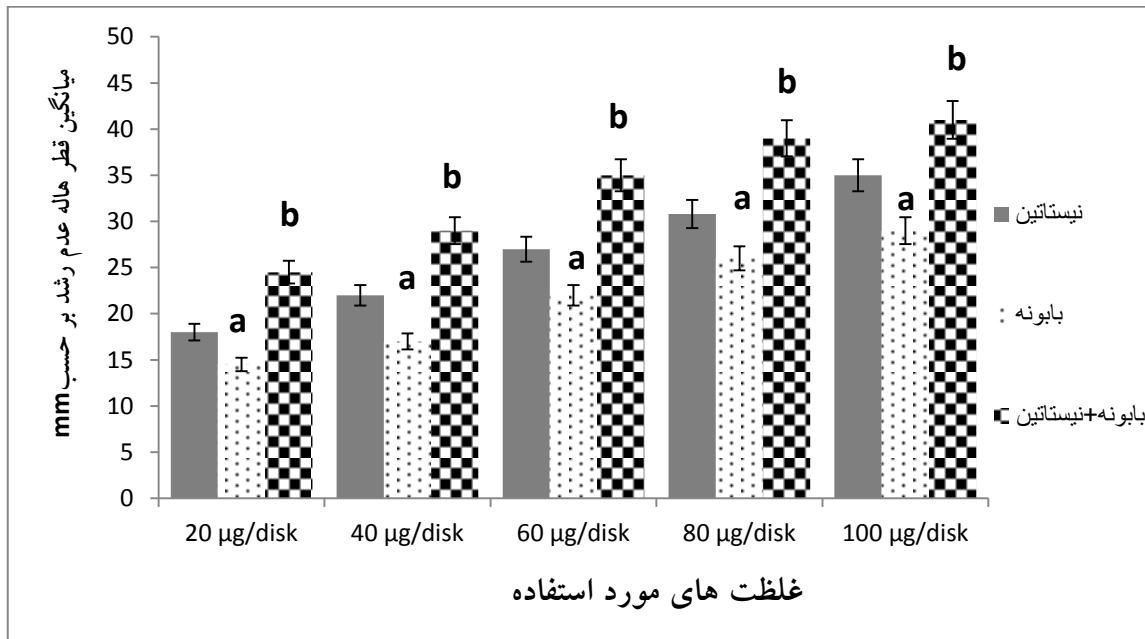 میانگین قطر هاله عدم رشد بر حسب mm
50
45
40
35
30
25
20
15
10
5
0
a
b
a
b
a
b
a
b
a
b
20 µg/disk
40 µg/disk
60 µg/disk
80 µg/disk
100 µg/disk
غلظت های مورد استفاده
نیستاتین
بابونه
بابونه+نیستاتین